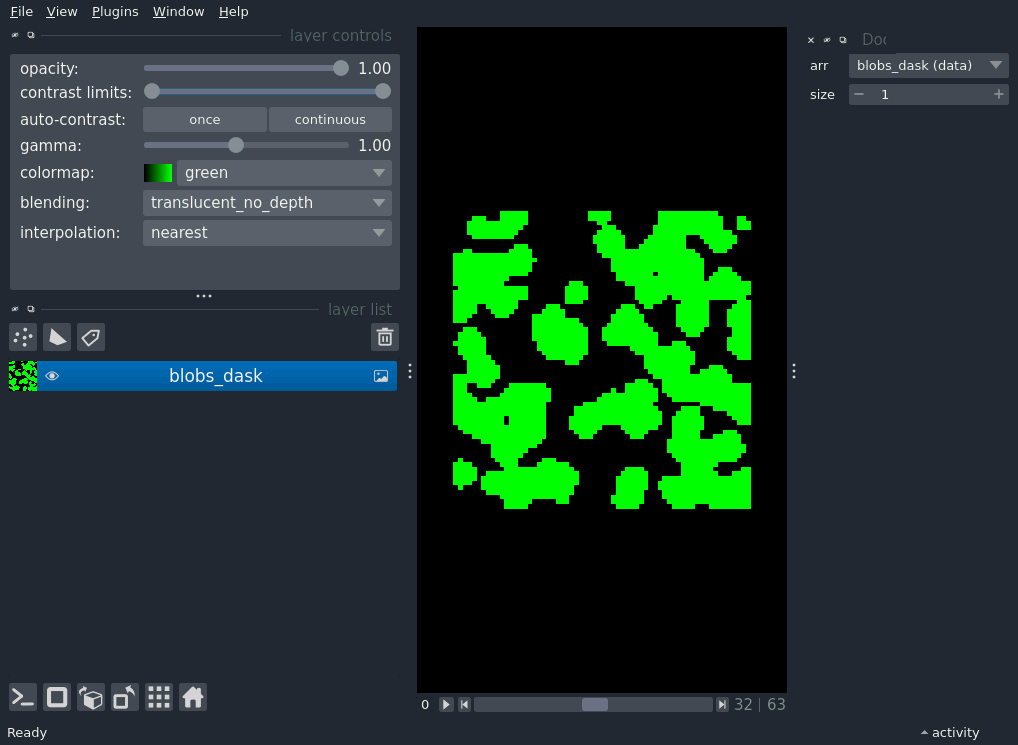 File View Plugins Window Help
layer controls
opacity: 1.00
contrast limits:
auto-contrast: once continuous
gamma: 1.00
colormap: green
blending: translucent_no_depth
interpolation: nearest
layer list
blobs_dask
0 32 | 63
arr blobs_dask (data)
size 1
Ready
activity